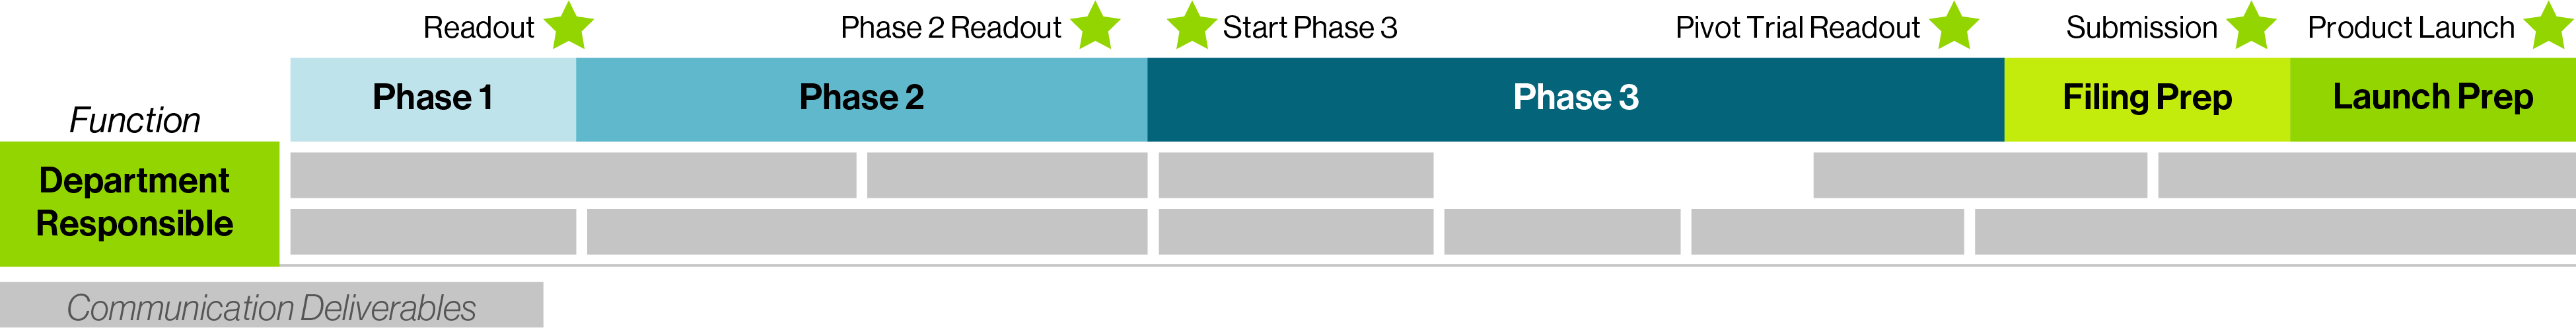 Readout
Phase 2 Readout
Start Phase 3
Pivot Trial Readout
Submission
Product Launch
Function
Phase 1
Phase 2
Phase 3
Filing Prep
Launch Prep
Department
Responsible
Communication Deliverables